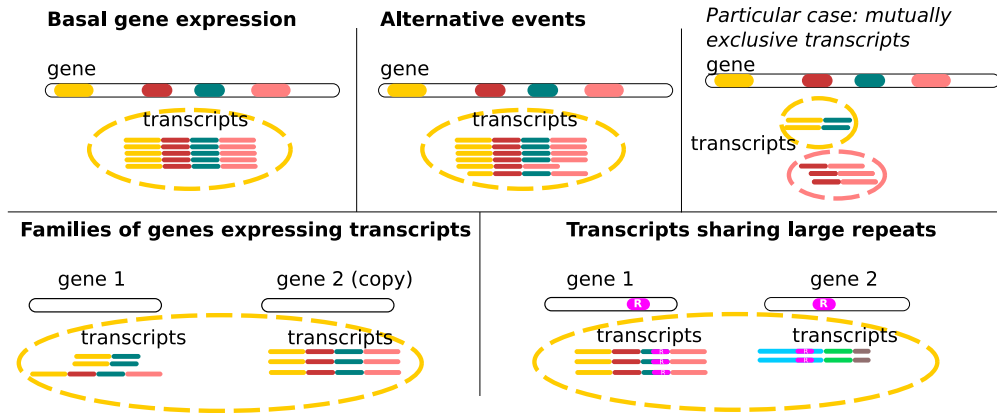 Basal gene expression
gene
transcripts
Alternative events
gene
transcripts
Particular case: mutually
exclusive transcripts
gene
transcripts
Families of genes expressing transcripts
gene 1
gene 2 (copy)
transcripts
transcripts
Transcripts sharing large repeats
gene 1
gene 2
R
R
transcripts
transcripts
R
R
R
R
R